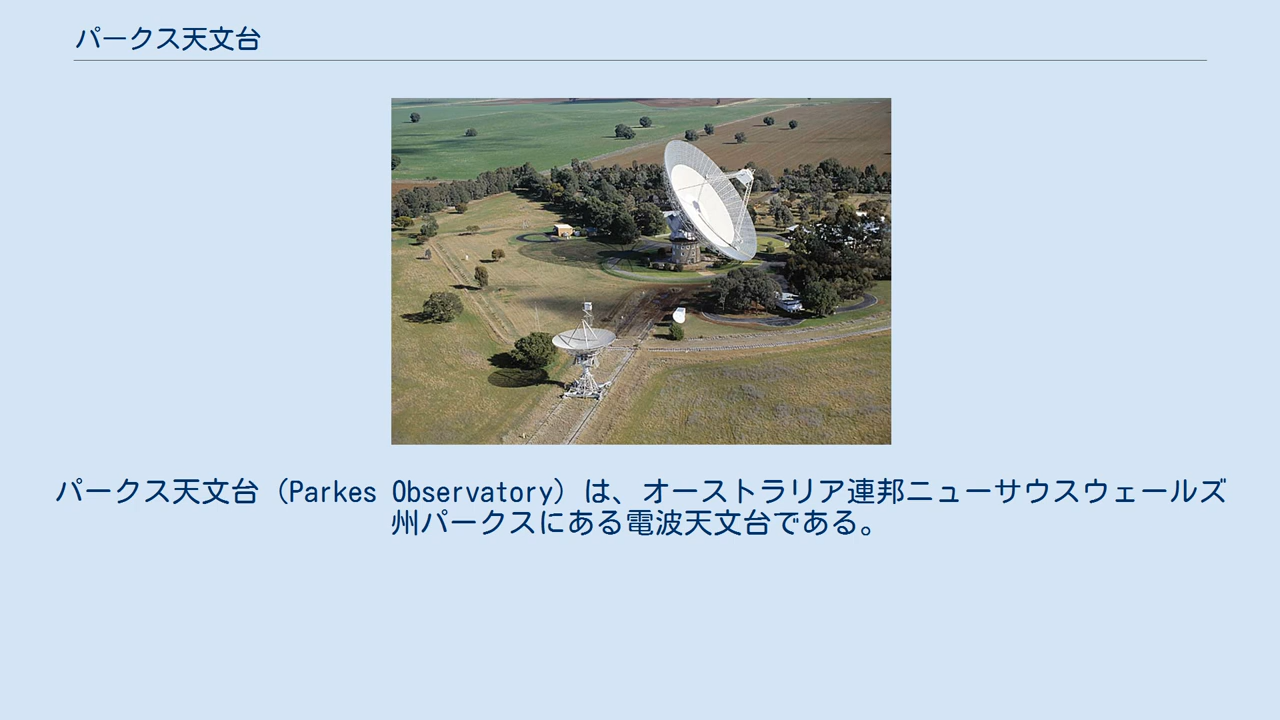 パークス天文台
パークス天文台（Parkes Observatory）は、オーストラリア連邦ニューサウスウェールズ
州パークスにある電波天文台である。